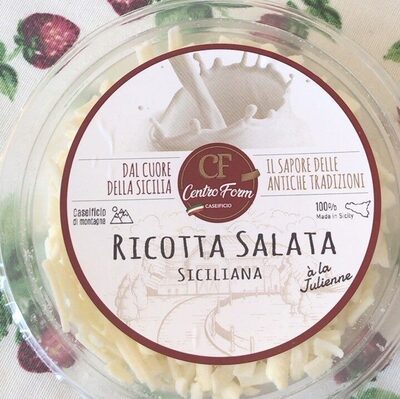 CF
Centro Form
CASEIFICIO
DAL CUORE
DELLA SICILIA
IL SAPORE DELLE
ANTICHE TRADIZIONI
Caseificio
di montagna
100%
Made in Sicily
RICOTTA SALATA
SICILIANA
à la
Julienne